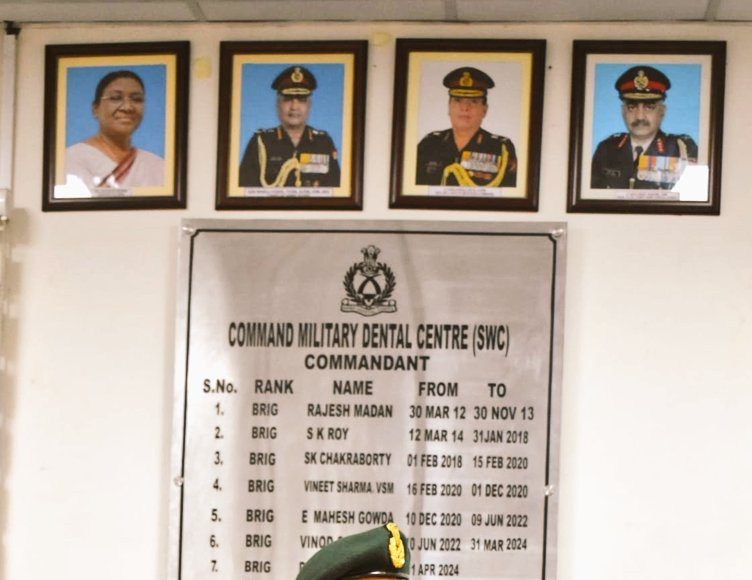 COMMAND MILITARY DENTAL CENTRE (SWC)
COMMANDANT
S.No. RANK NAME FROM TO
1. BRIG RAJESH MADAN 30 MAR 12 30 NOV 13
2. BRIG S K ROY 12 MAR 14 31JAN 2018
3. BRIG SK CHAKRABORTY 01 FEB 2018 15 FEB 2020
4. BRIG VINEET SHARMA, VSM 16 FEB 2020 01 DEC 2020
5. BRIG E MAHESH GOWDA 10 DEC 2020 09 JUN 2022
6. BRIG VINOD JUN 2022 31 MAR 2024
7. BRIG 1 APR 2024